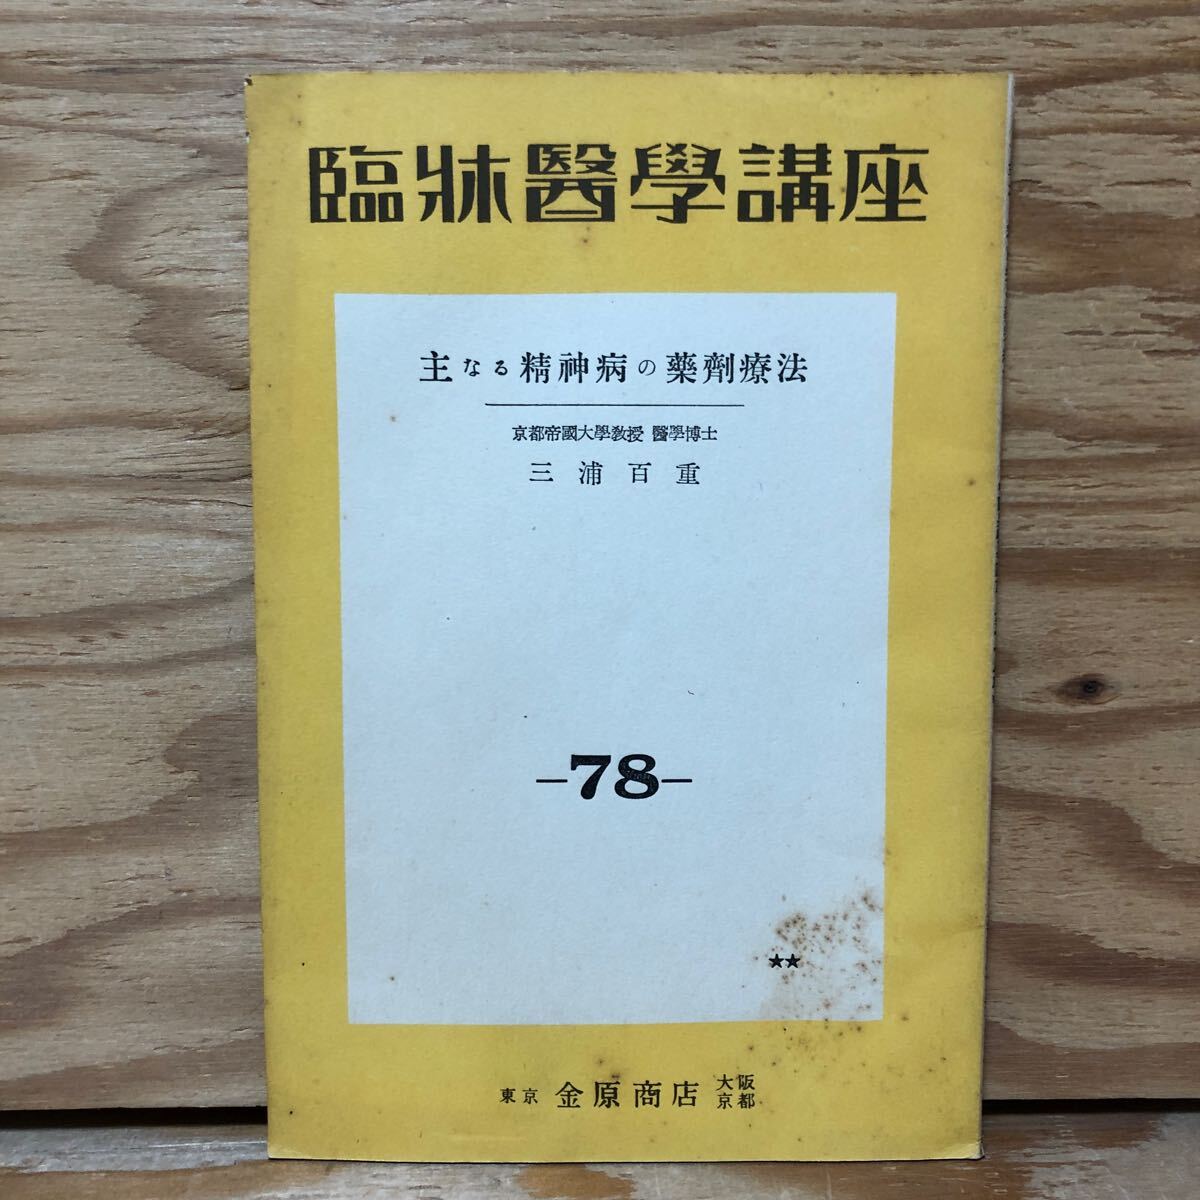 臨牀醫學講座
主なる精神病の藥劑療法
京都帝國大學教授 醫學博士
三浦百重
－78－
★★
東京 金原商店 大阪 京都